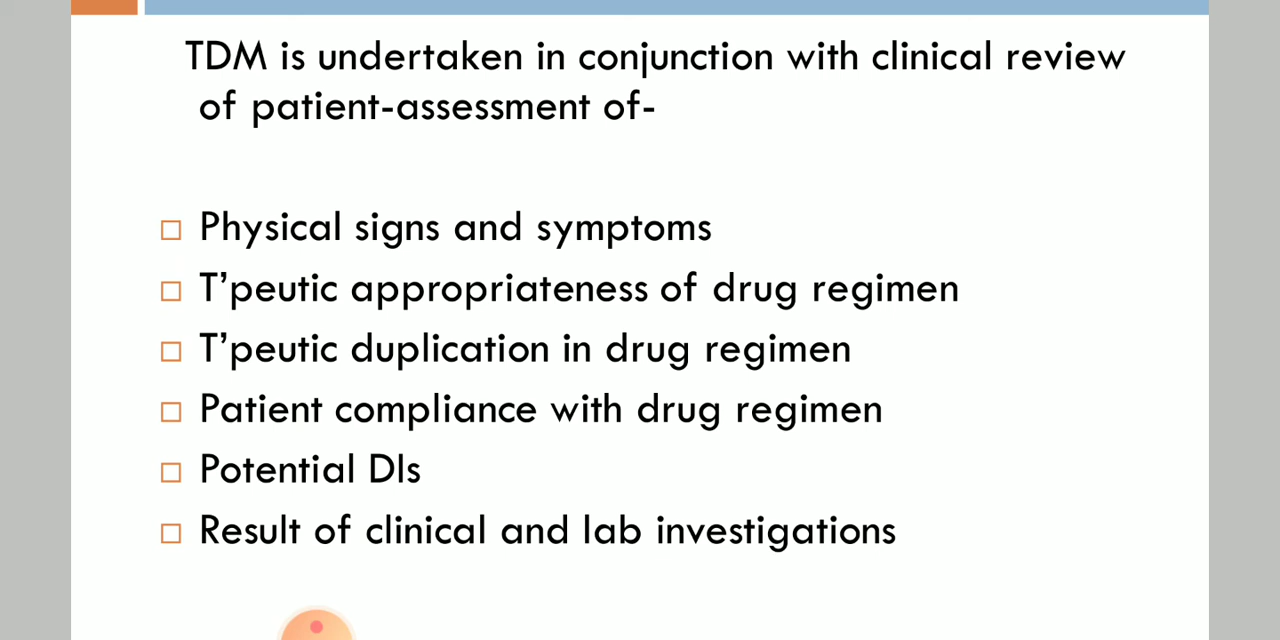 TDM is undertaken in conjunction with clinical review
of patient-assessment of-
Physical signs and symptoms
T’peutic appropriateness of drug regimen
T’peutic duplication in drug regimen
Patient compliance with drug regimen
Potential DIs
Result of clinical and lab investigations